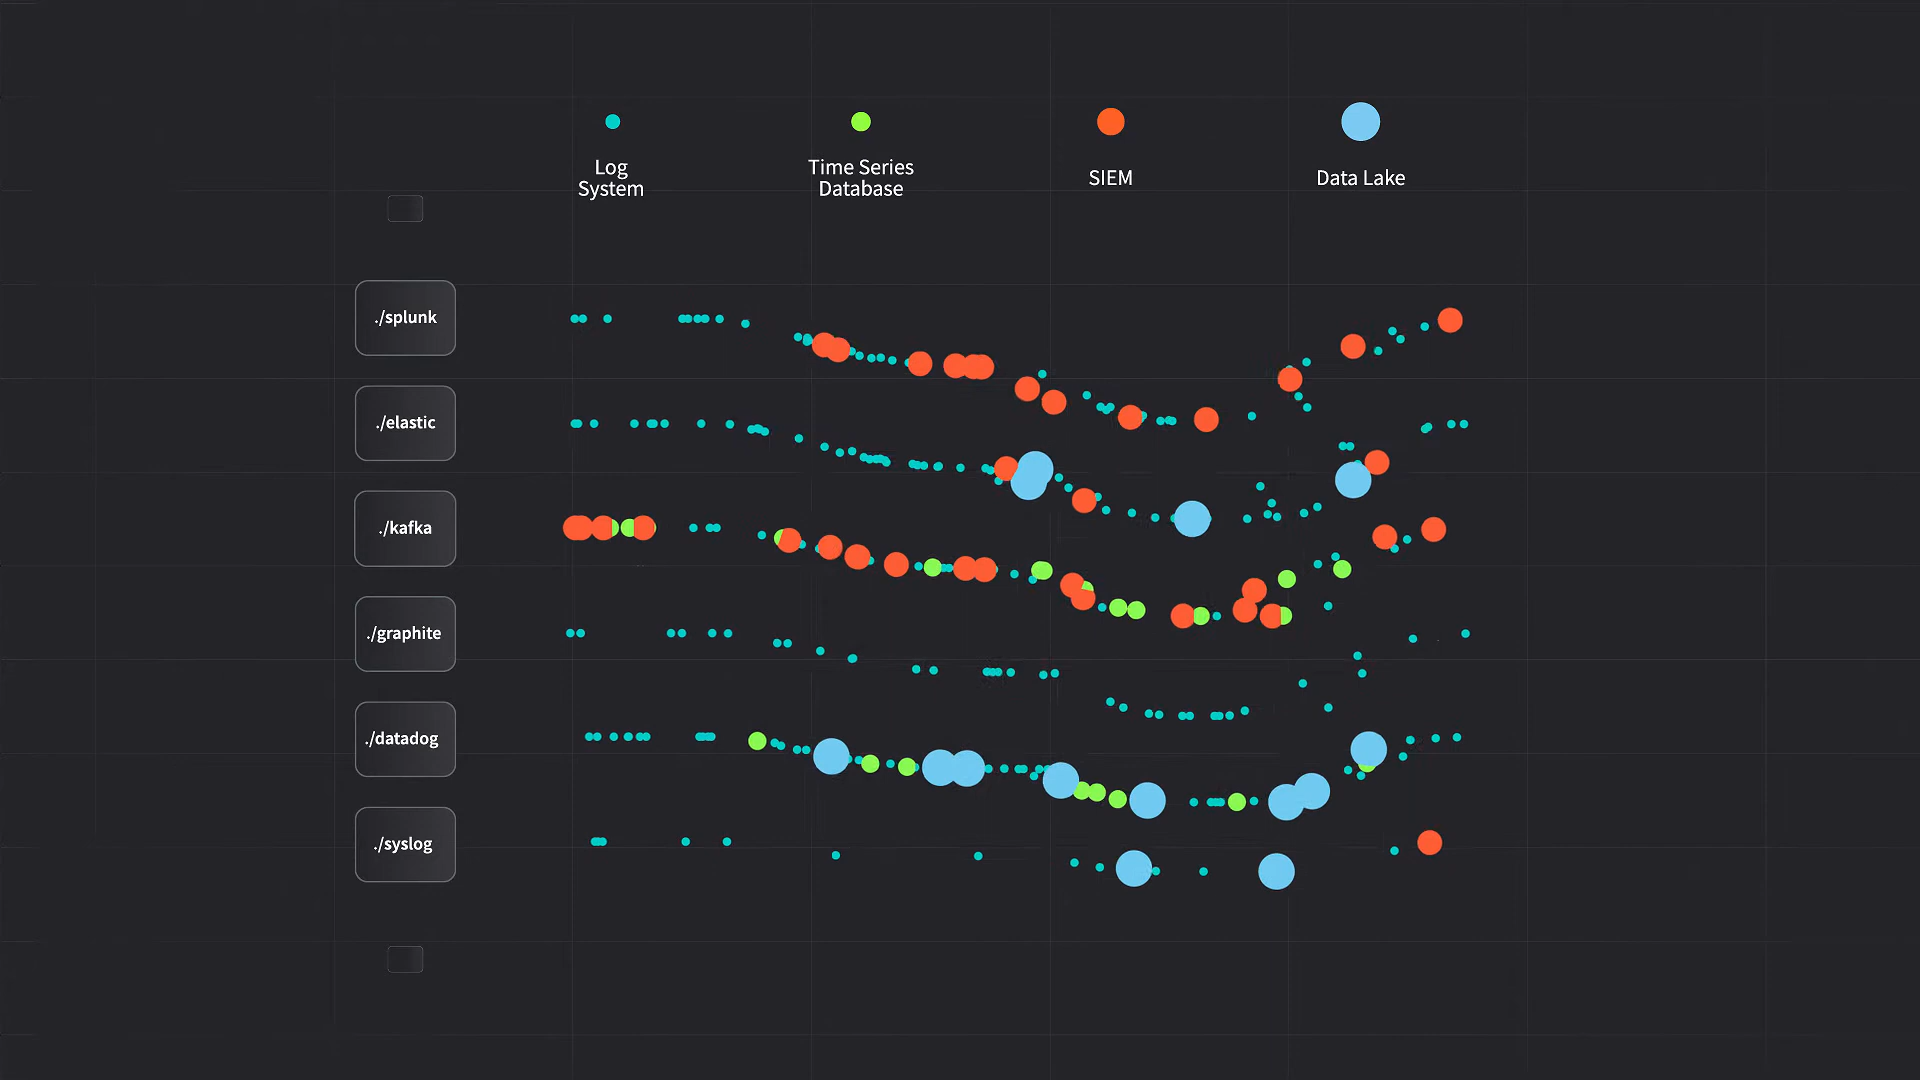 Log
System
Time Series
Database
SIEM
Data Lake
./splunk
./elastic
./kafka
./graphite
./datadog
./syslog